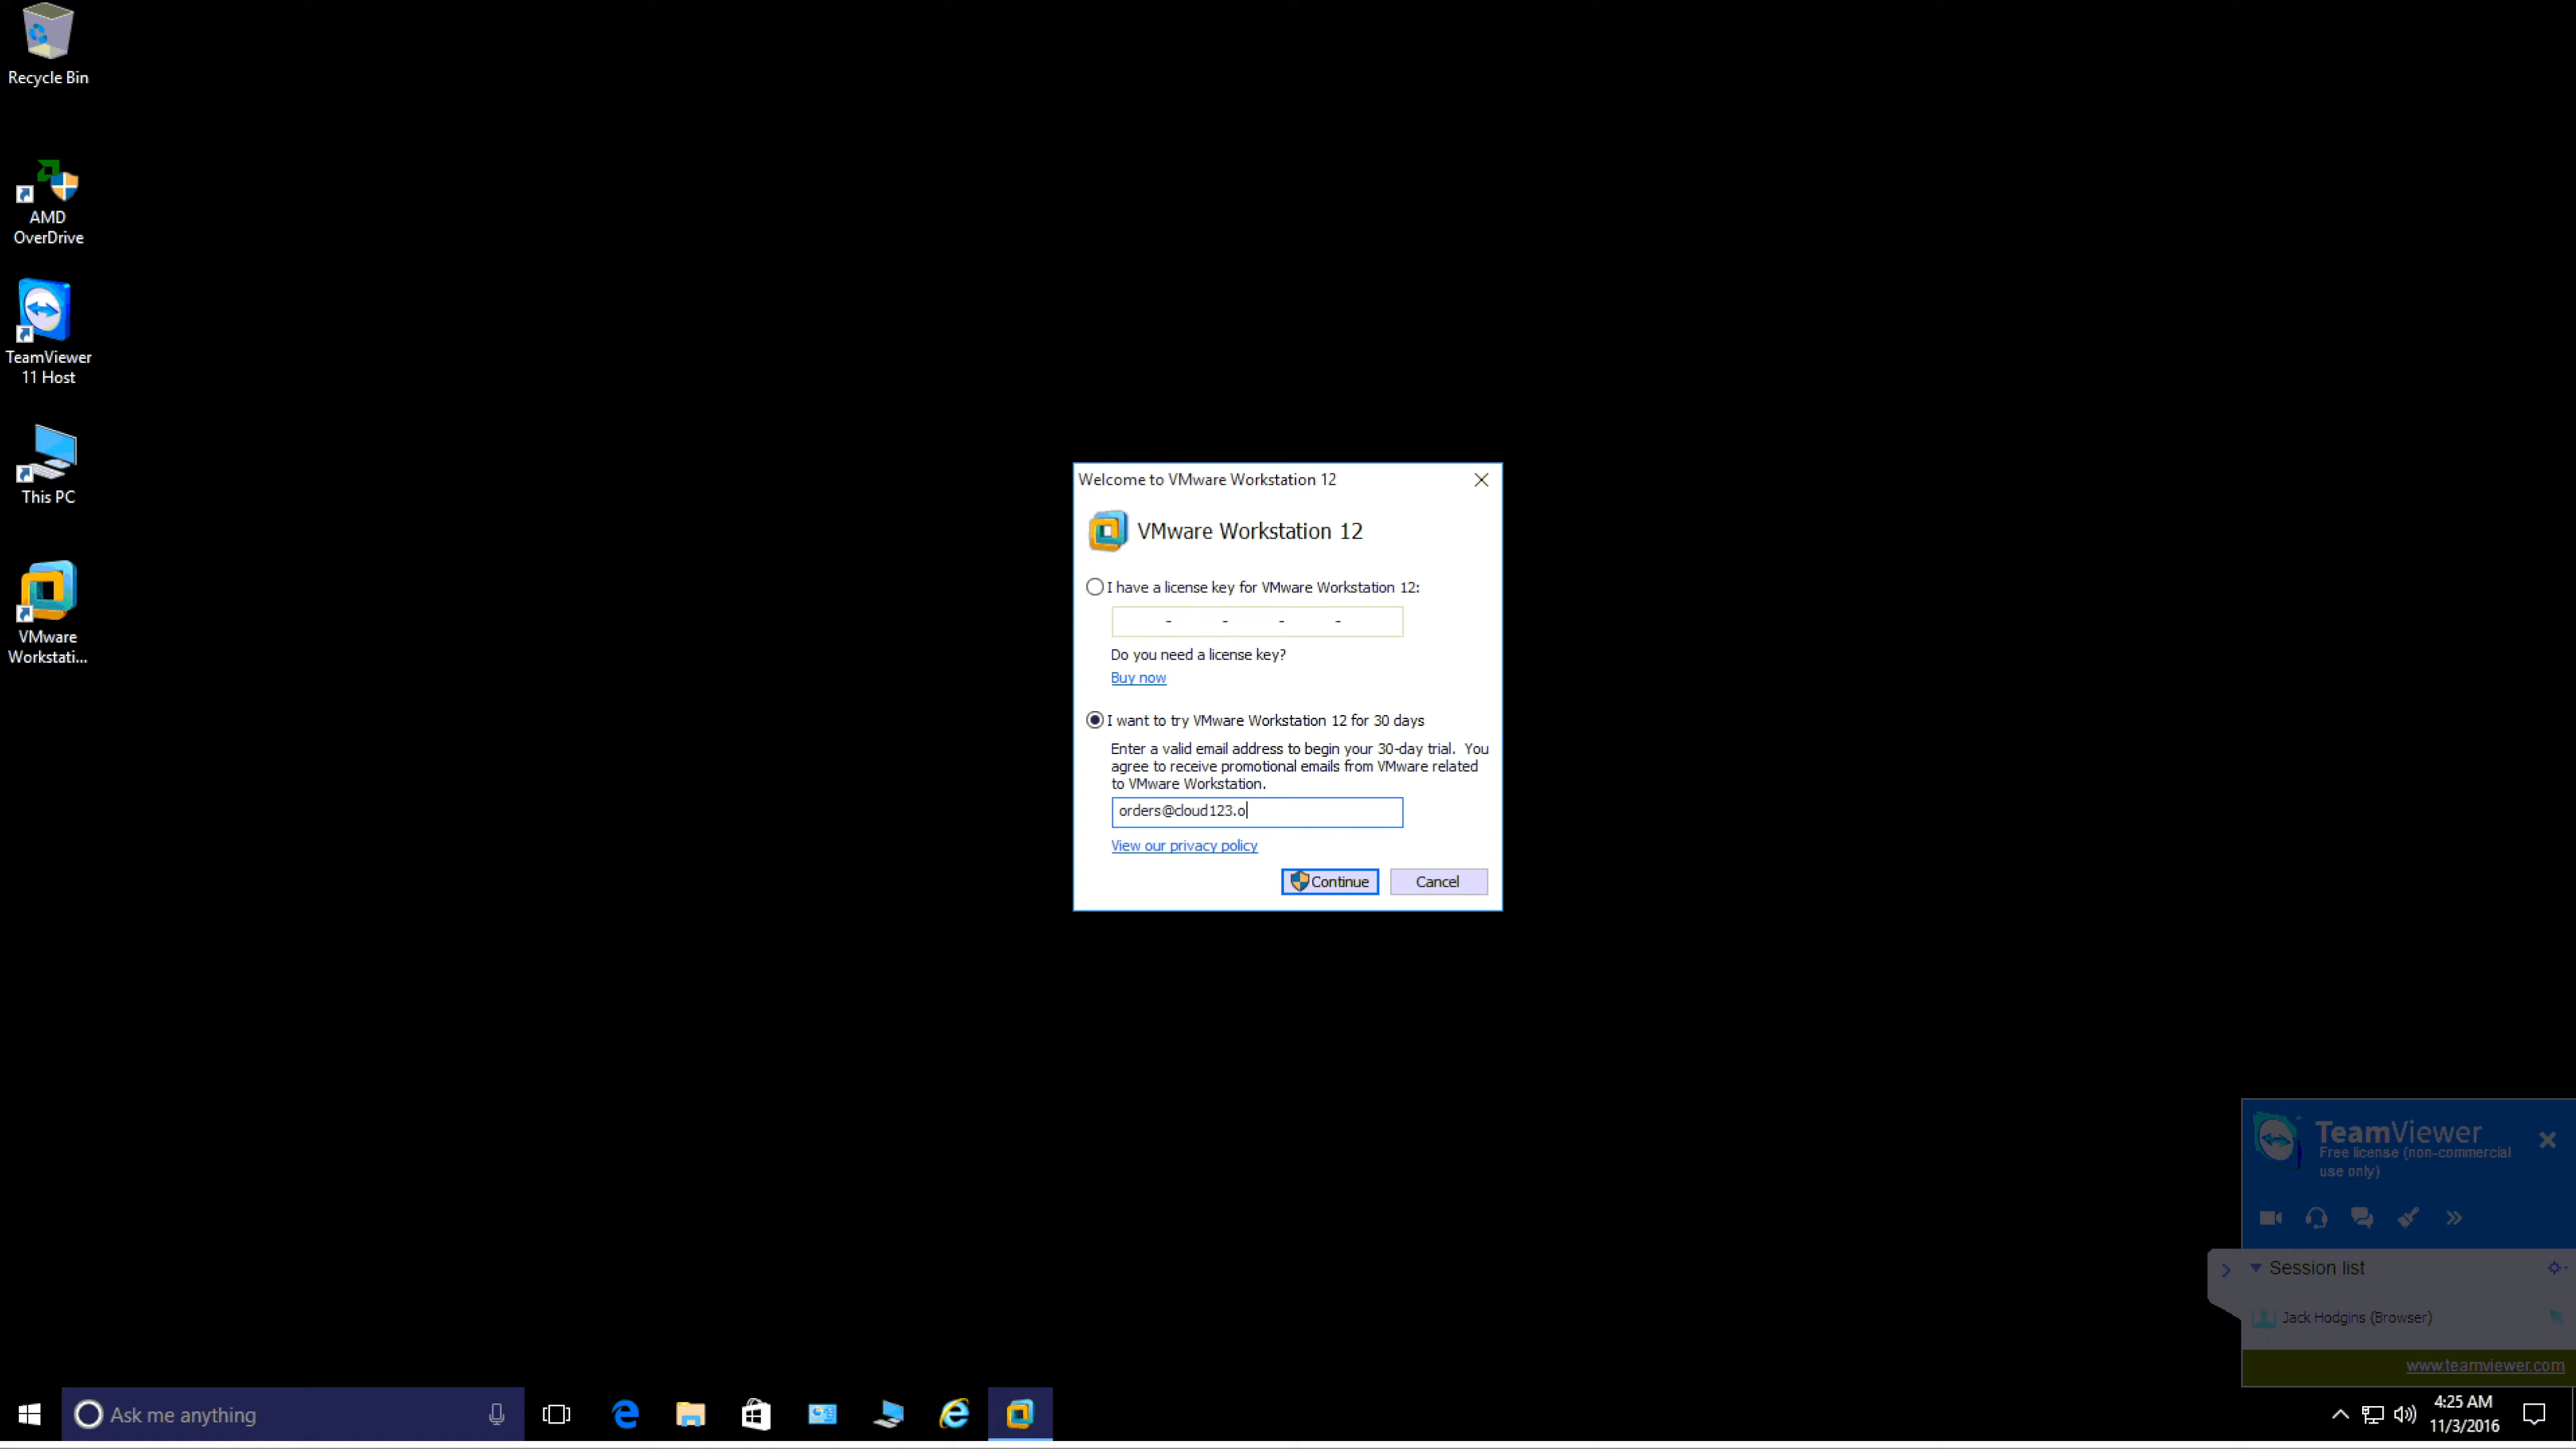 Recycle Bin
AMD
OverDrive
TeamViewer
11 Host
This PC
VMware
Workstati...
Welcome to VMware Workstation 12
VMware Workstation 12
I have a license key for VMware Workstation 12:
- - - -
Do you need a license key?
Buy now
I want to try VMware Workstation 12 for 30 days
Enter a valid email address to begin your 30-day trial. You
agree to receive promotional emails from VMware related
to VMware Workstation.
orders@cloud123.o
View our privacy policy
Continue
Cancel
TeamViewer
Free license (non-commercial
use only)
Session list
Jack Hodgins (Browser)
www.teamviewer.com
Ask me anything
4:25 AM
11/3/2016